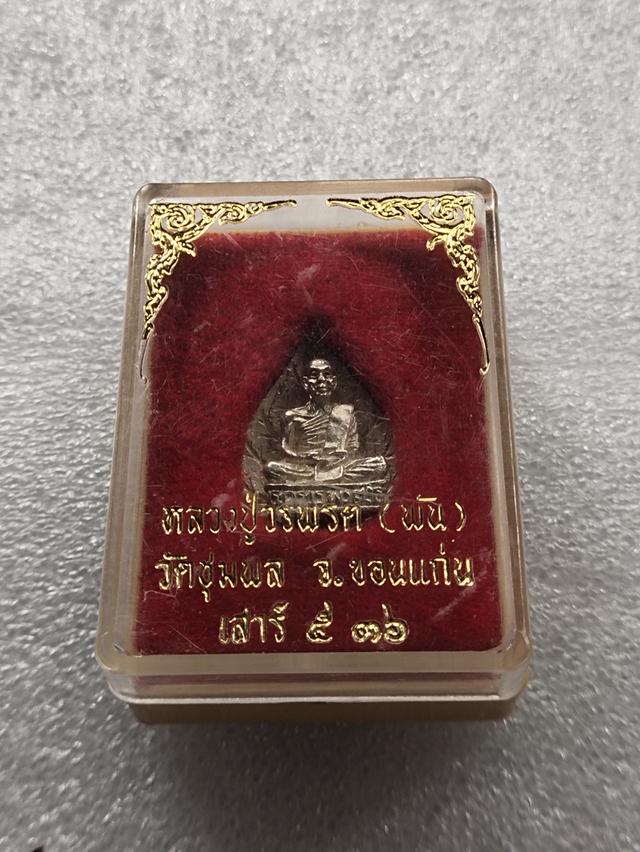 หลวงปู่วรพรต (พัน)
วัดชุมพล จ.ขอนแก่น
เสาร์ ๕ ๓๖